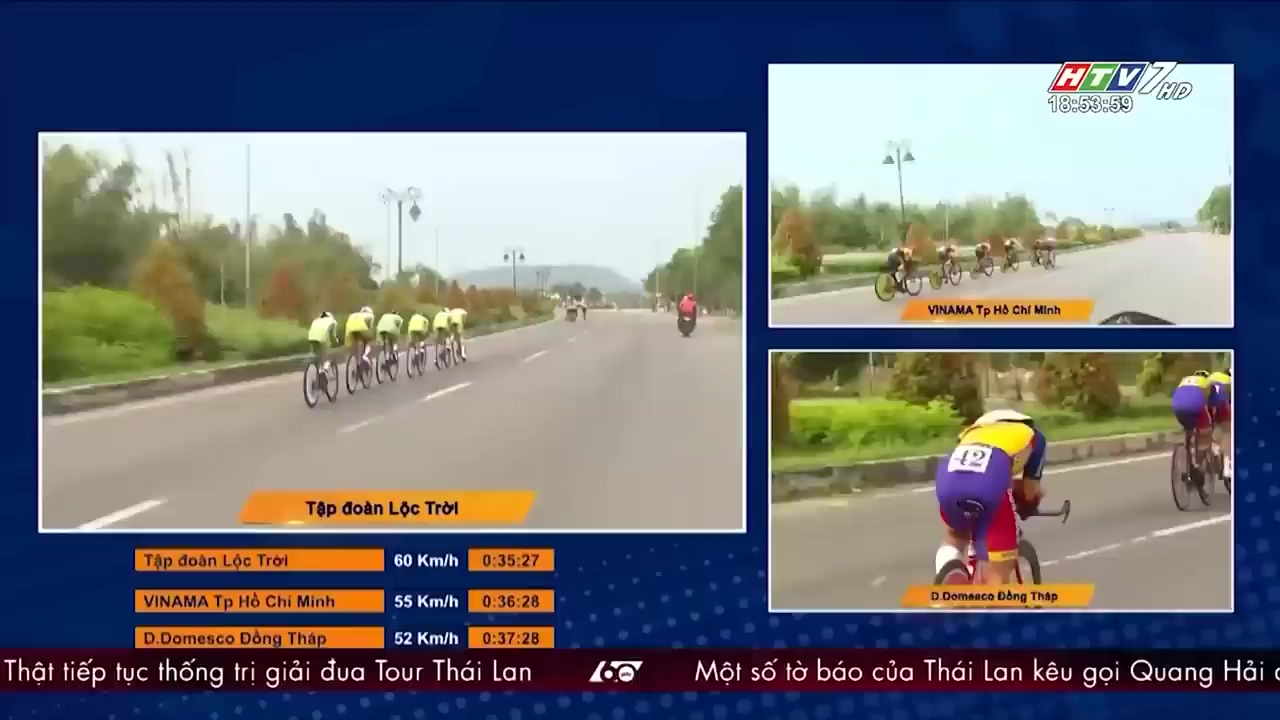 HTV7 HD
18:53:59
VINAMA Tp Hồ Chí Minh
Tập đoàn Lộc Trời
42
D.Domesco Đồng Tháp
Tập đoàn Lộc Trời 60 Km/h 0:35:27
VINAMA Tp Hồ Chí Minh 55 Km/h 0:36:28
D.Domesco Đồng Tháp 52 Km/h 0:37:28
Thật tiếp tục thống trị giải đua Tour Thái Lan 60 Một số tờ báo của Thái Lan kêu gọi Quang Hải